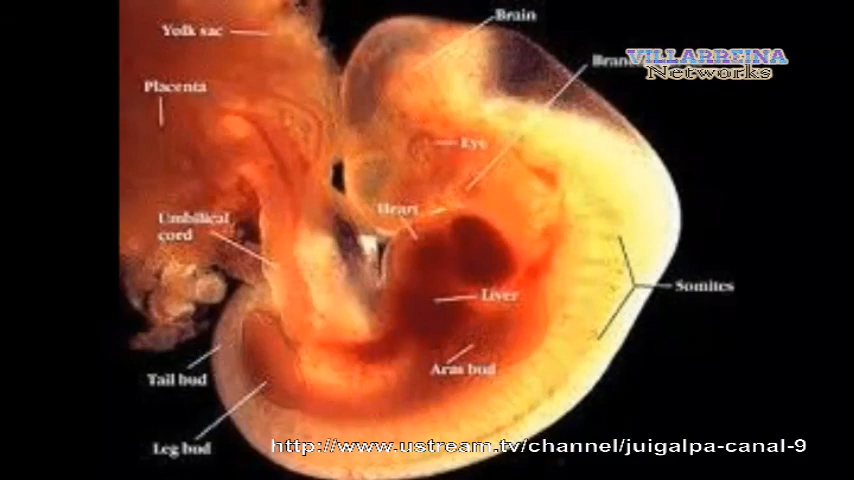 Yolk sac
Brain
VILLARREINA
Networks
Placenta
Eye
Umbilical
cord
Heart
Somites
Liver
Arm bud
Tail bud
Leg bud
http://www.ustream.tv/channel/juigalpa-canal-9